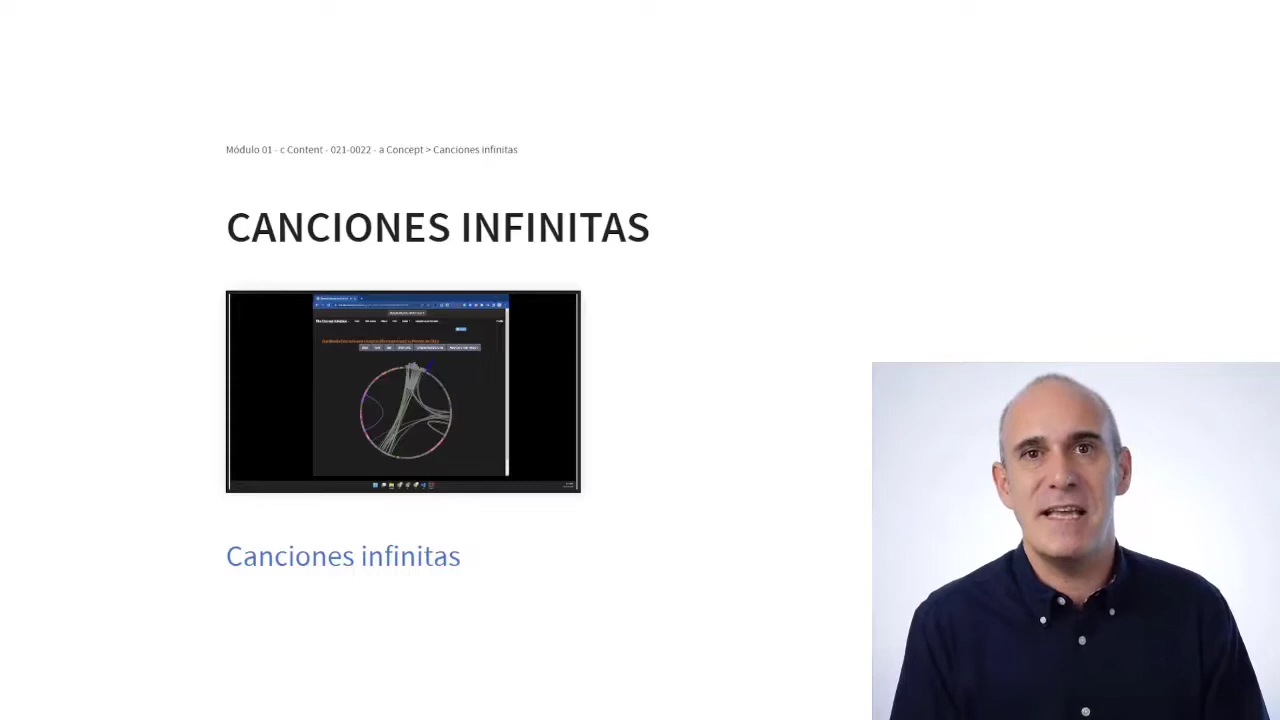 Módulo 01 - c Content - 021-0022 - a Concept > Canciones infinitas
CANCIONES INFINITAS
Canciones infinitas